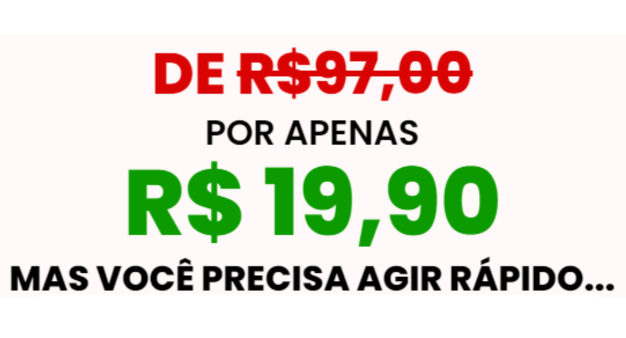 DE R$97,00
POR APENAS
R$ 19,90
MAS VOCÊ PRECISA AGIR RÁPIDO...